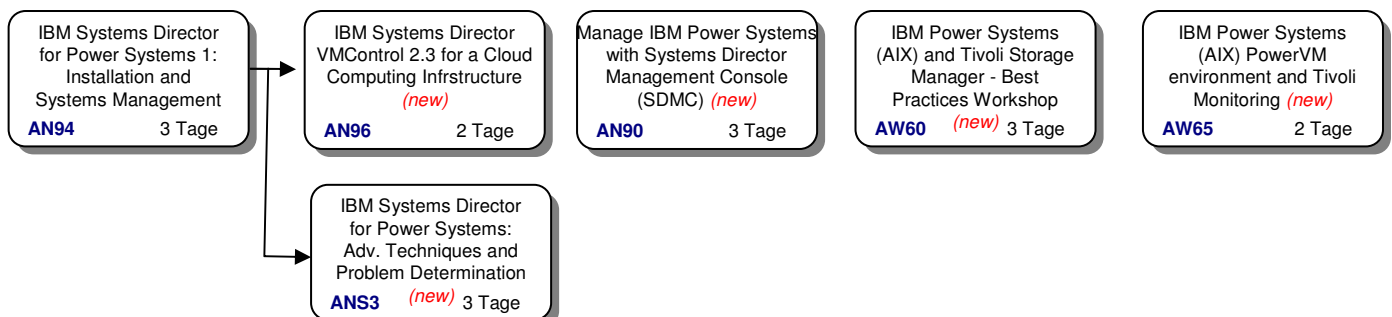 IBM Systems Director
for Power Systems 1:
Installation and
Systems Management
AN94 3 Tage
IBM Systems Director
VMControl 2.3 for a Cloud
Computing Infrstructure
(new)
AN96 2 Tage
Manage IBM Power Systems
with Systems Director
Management Console
(SDMC) (new)
AN90 3 Tage
IBM Power Systems
(AIX) and Tivoli Storage
Manager - Best
Practices Workshop
AW60 (new) 3 Tage
IBM Power Systems
(AIX) PowerVM
environment and Tivoli
Monitoring (new)
AW65 2 Tage
IBM Systems Director
for Power Systems:
Adv. Techniques and
Problem Determination
ANS3 (new) 3 Tage